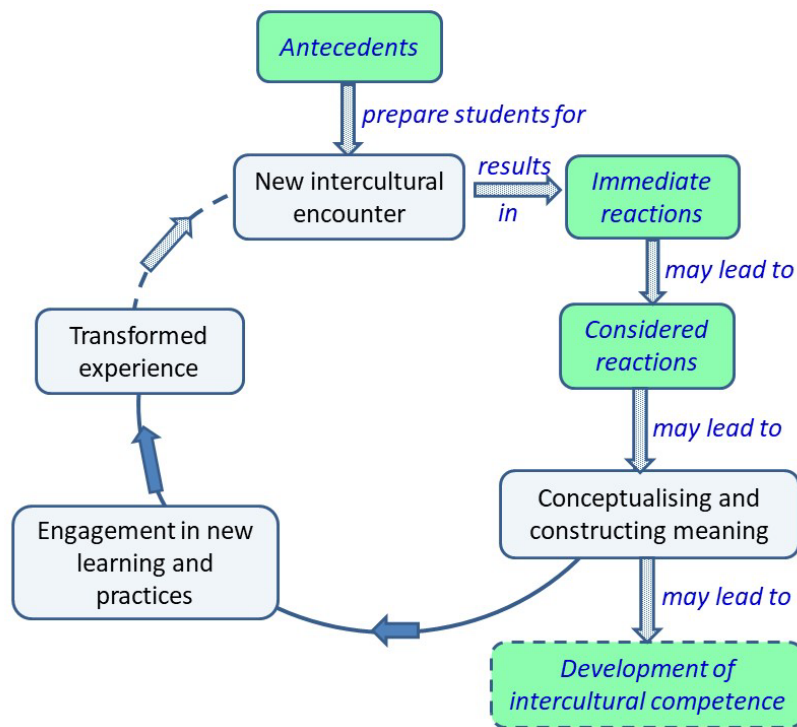 Antecedents
prepare students for
New intercultural
encounter
results
in
Immediate
reactions
may lead to
Considered
reactions
may lead to
Conceptualising and
constructing meaning
may lead to
Development of
intercultural competence
Engagement in new
learning and
practices
Transformed
experience